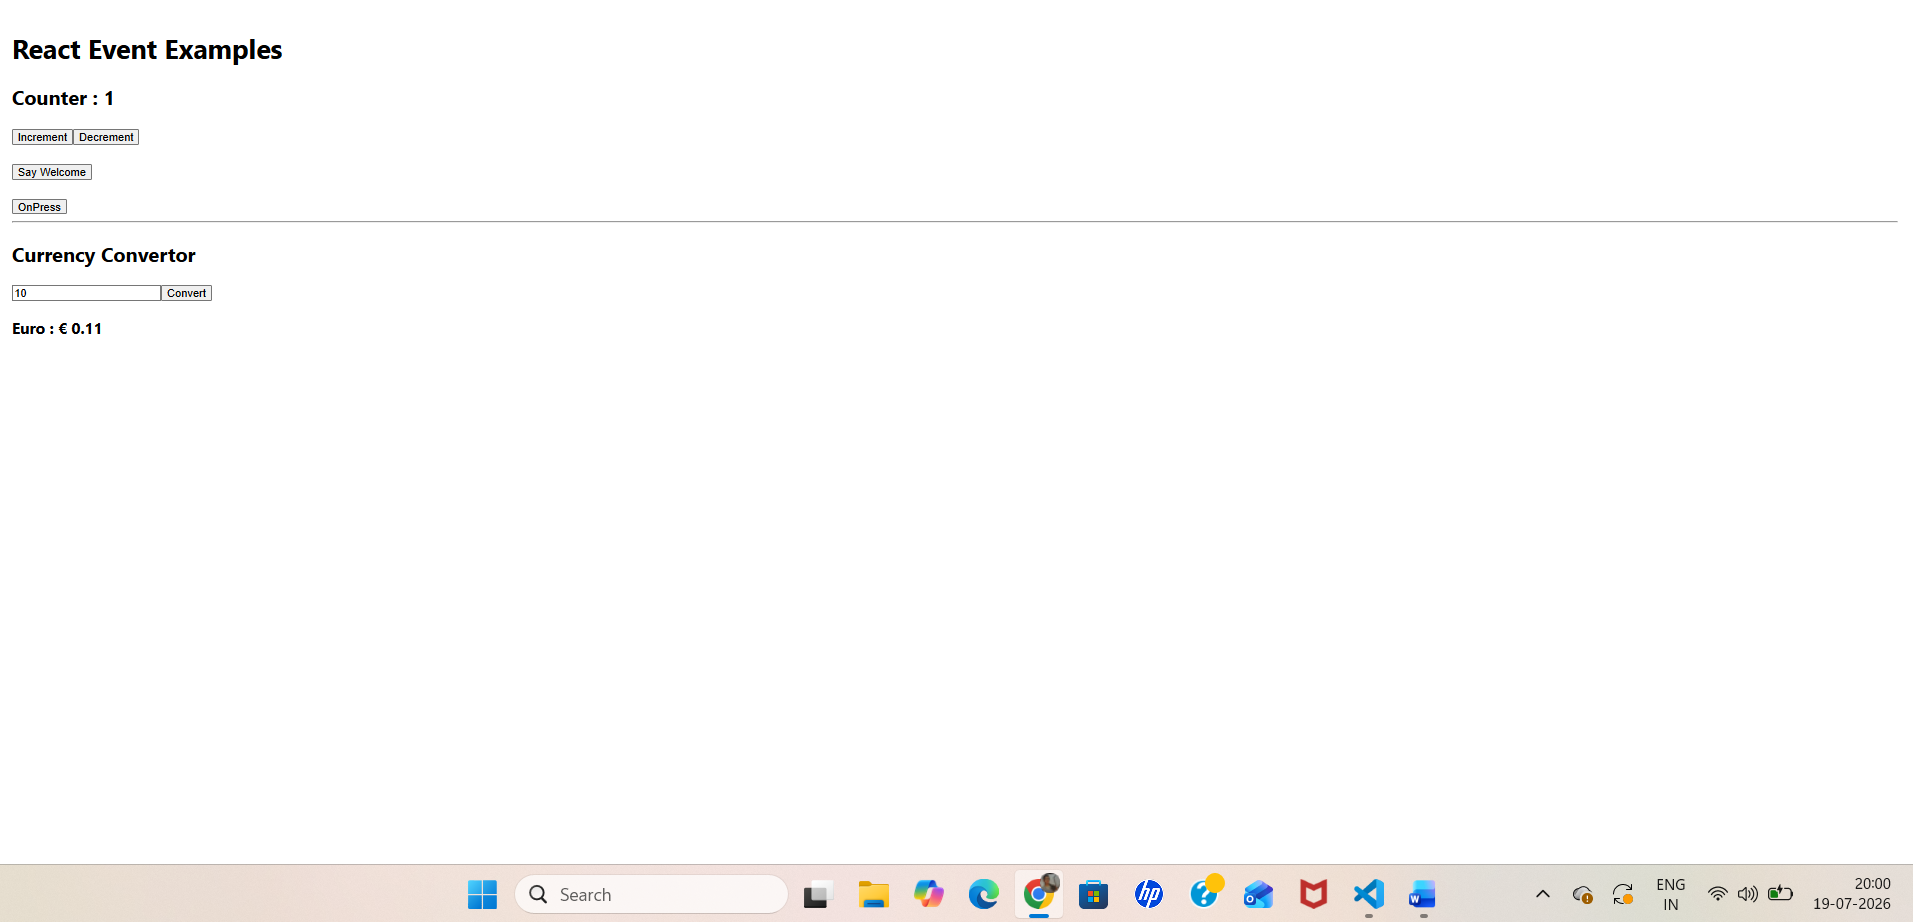 React Event Examples
Counter : 1
Increment Decrement
Say Welcome
OnPress
Currency Convertor
10 Convert
Euro : € 0.11
Search
hp
ENG
IN
20:00
19-07-2026